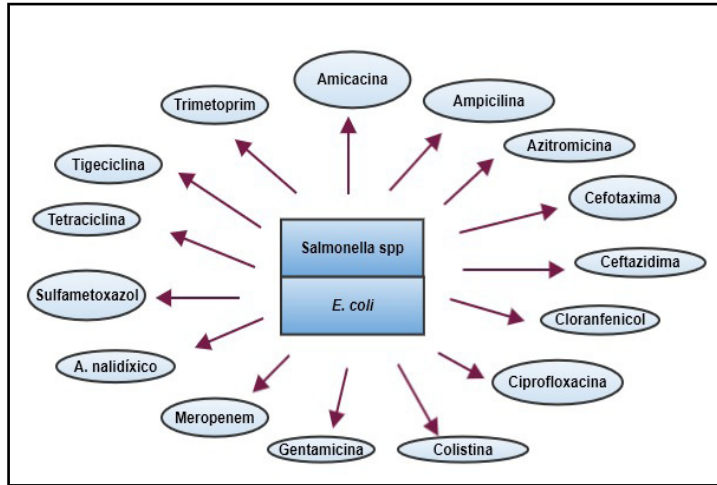 Amicacina
Ampicilina
Azitromicina
Cefotaxima
Ceftazidima
Cloranfenicol
Ciprofloxacina
Colistina
Gentamicina
Meropenem
A. nalidíxico
Sulfametoxazol
Tetraciclina
Tigeciclina
Trimetoprim
Salmonella spp
E. coli